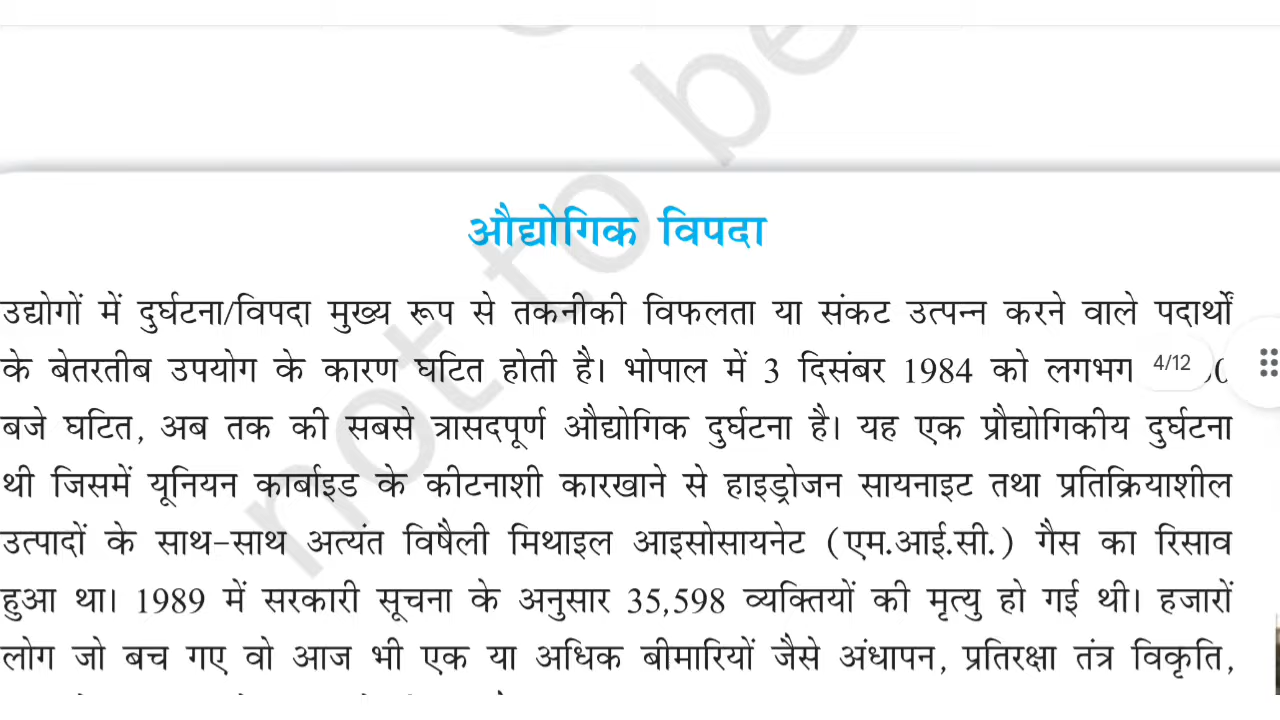 not to be
औद्योगिक विपदा
उद्योगों में दुर्घटना/विपदा मुख्य रूप से तकनीकी विफलता या संकट उत्पन्न करने वाले पदार्थों
के बेतरतीब उपयोग के कारण घटित होती है। भोपाल में 3 दिसंबर 1984 को लगभग
4/12
बजे घटित, अब तक की सबसे त्रासदपूर्ण औद्योगिक दुर्घटना है। यह एक प्रौद्योगिकीय दुर्घटना
थी जिसमें यूनियन कार्बाइड के कीटनाशी कारखाने से हाइड्रोजन सायनाइट तथा प्रतिक्रियाशील
उत्पादों के साथ-साथ अत्यंत विषैली मिथाइल आइसोसायनेट (एम.आई.सी.) गैस का रिसाव
हुआ था। 1989 में सरकारी सूचना के अनुसार 35,598 व्यक्तियों की मृत्यु हो गई थी। हजारों
लोग जो बच गए वो आज भी एक या अधिक बीमारियों जैसे अंधापन, प्रतिरक्षा तंत्र विकृति,